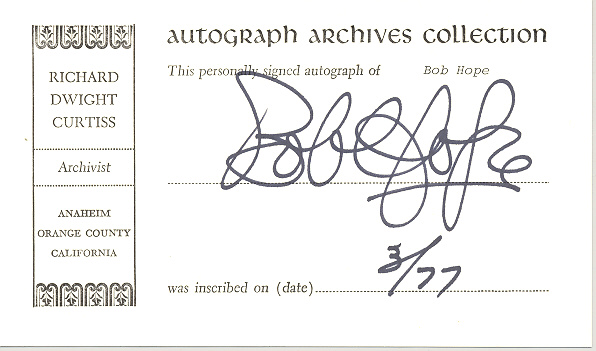 AUTOGRAPH ARCHIVES COLLECTION
RICHARD
DWIGHT
CURTISS
Archivist
ANAHEIM
ORANGE COUNTY
CALIFORNIA
This personally signed autograph of Bob Hope
Bob Hope
3/77
was inscribed on (date)